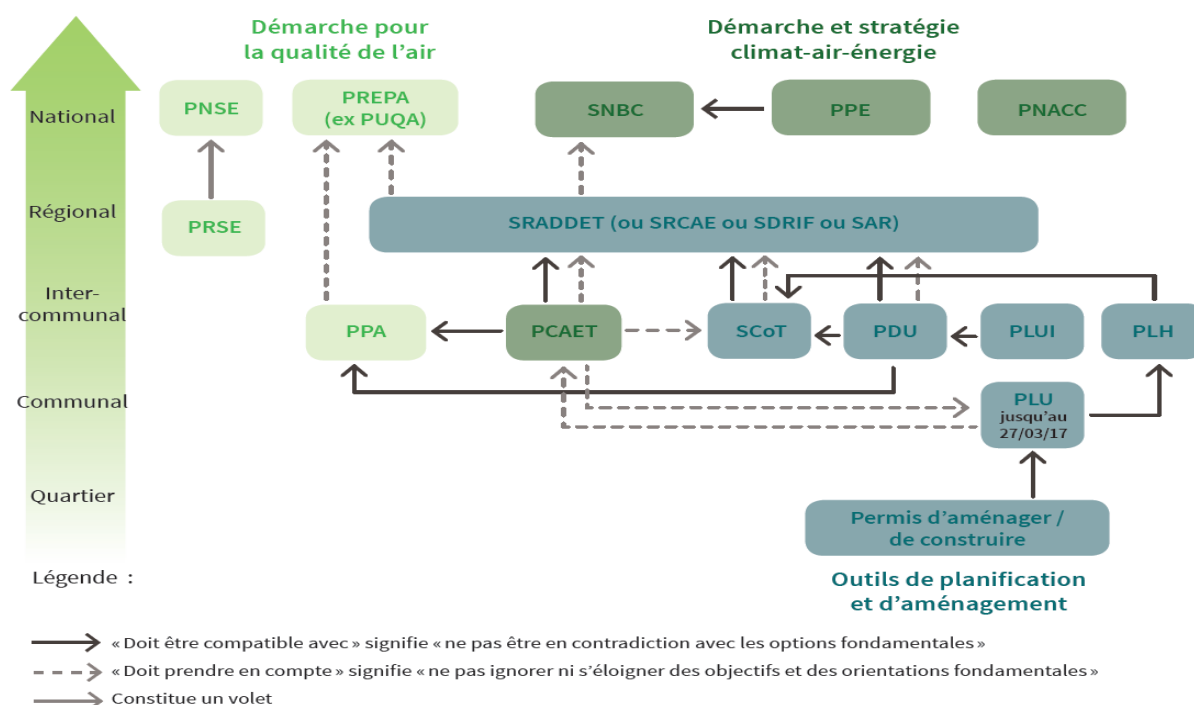 Démarche pour
la qualité de l'air
Démarche et stratégie
climat-air-énergie
National
PNSE
PREPA
(ex PUQA)
SNBC
PPE
PNACC
Régional
PRSE
SRADDET (ou SRCAE ou SDRIF ou SAR)
Inter-
communal
PPA
PCAET
SCoT
PDU
PLUI
PLH
Communal
PLU
jusqu'au
27/03/17
Quartier
Permis d'aménager /
de construire
Outils de planification
et d'aménagement
Légende :
« Doit être compatible avec » signifie « ne pas être en contradiction avec les options fondamentales »
« Doit prendre en compte » signifie « ne pas ignorer ni s'éloigner des objectifs et des orientations fondamentales »
Constitue un volet